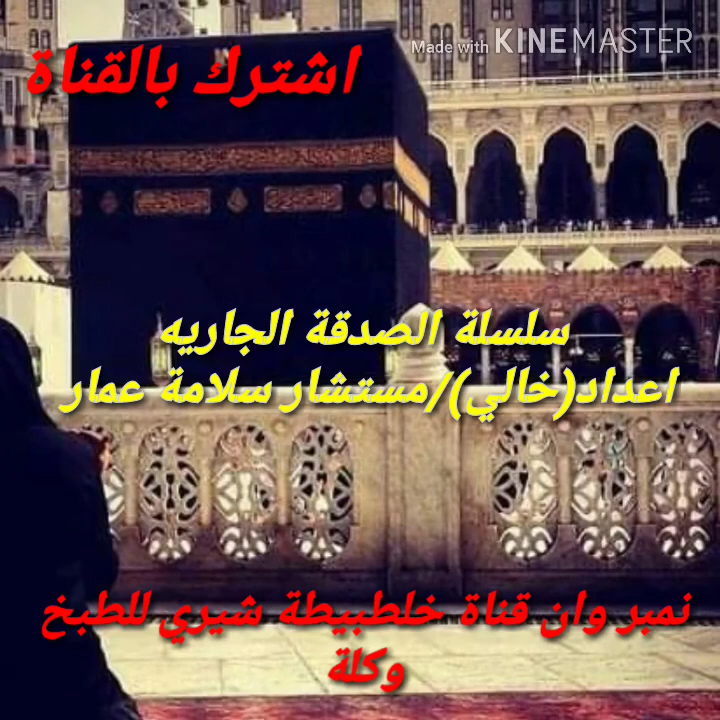 Made with KINEMASTER
اشترك بالقناة
سلسلة الصدقة الجاريه
اعداد(خالي)/مستشار سلامة عمار
نمبر وان قناة خلطبيطة شيري للطبخ
وكلة